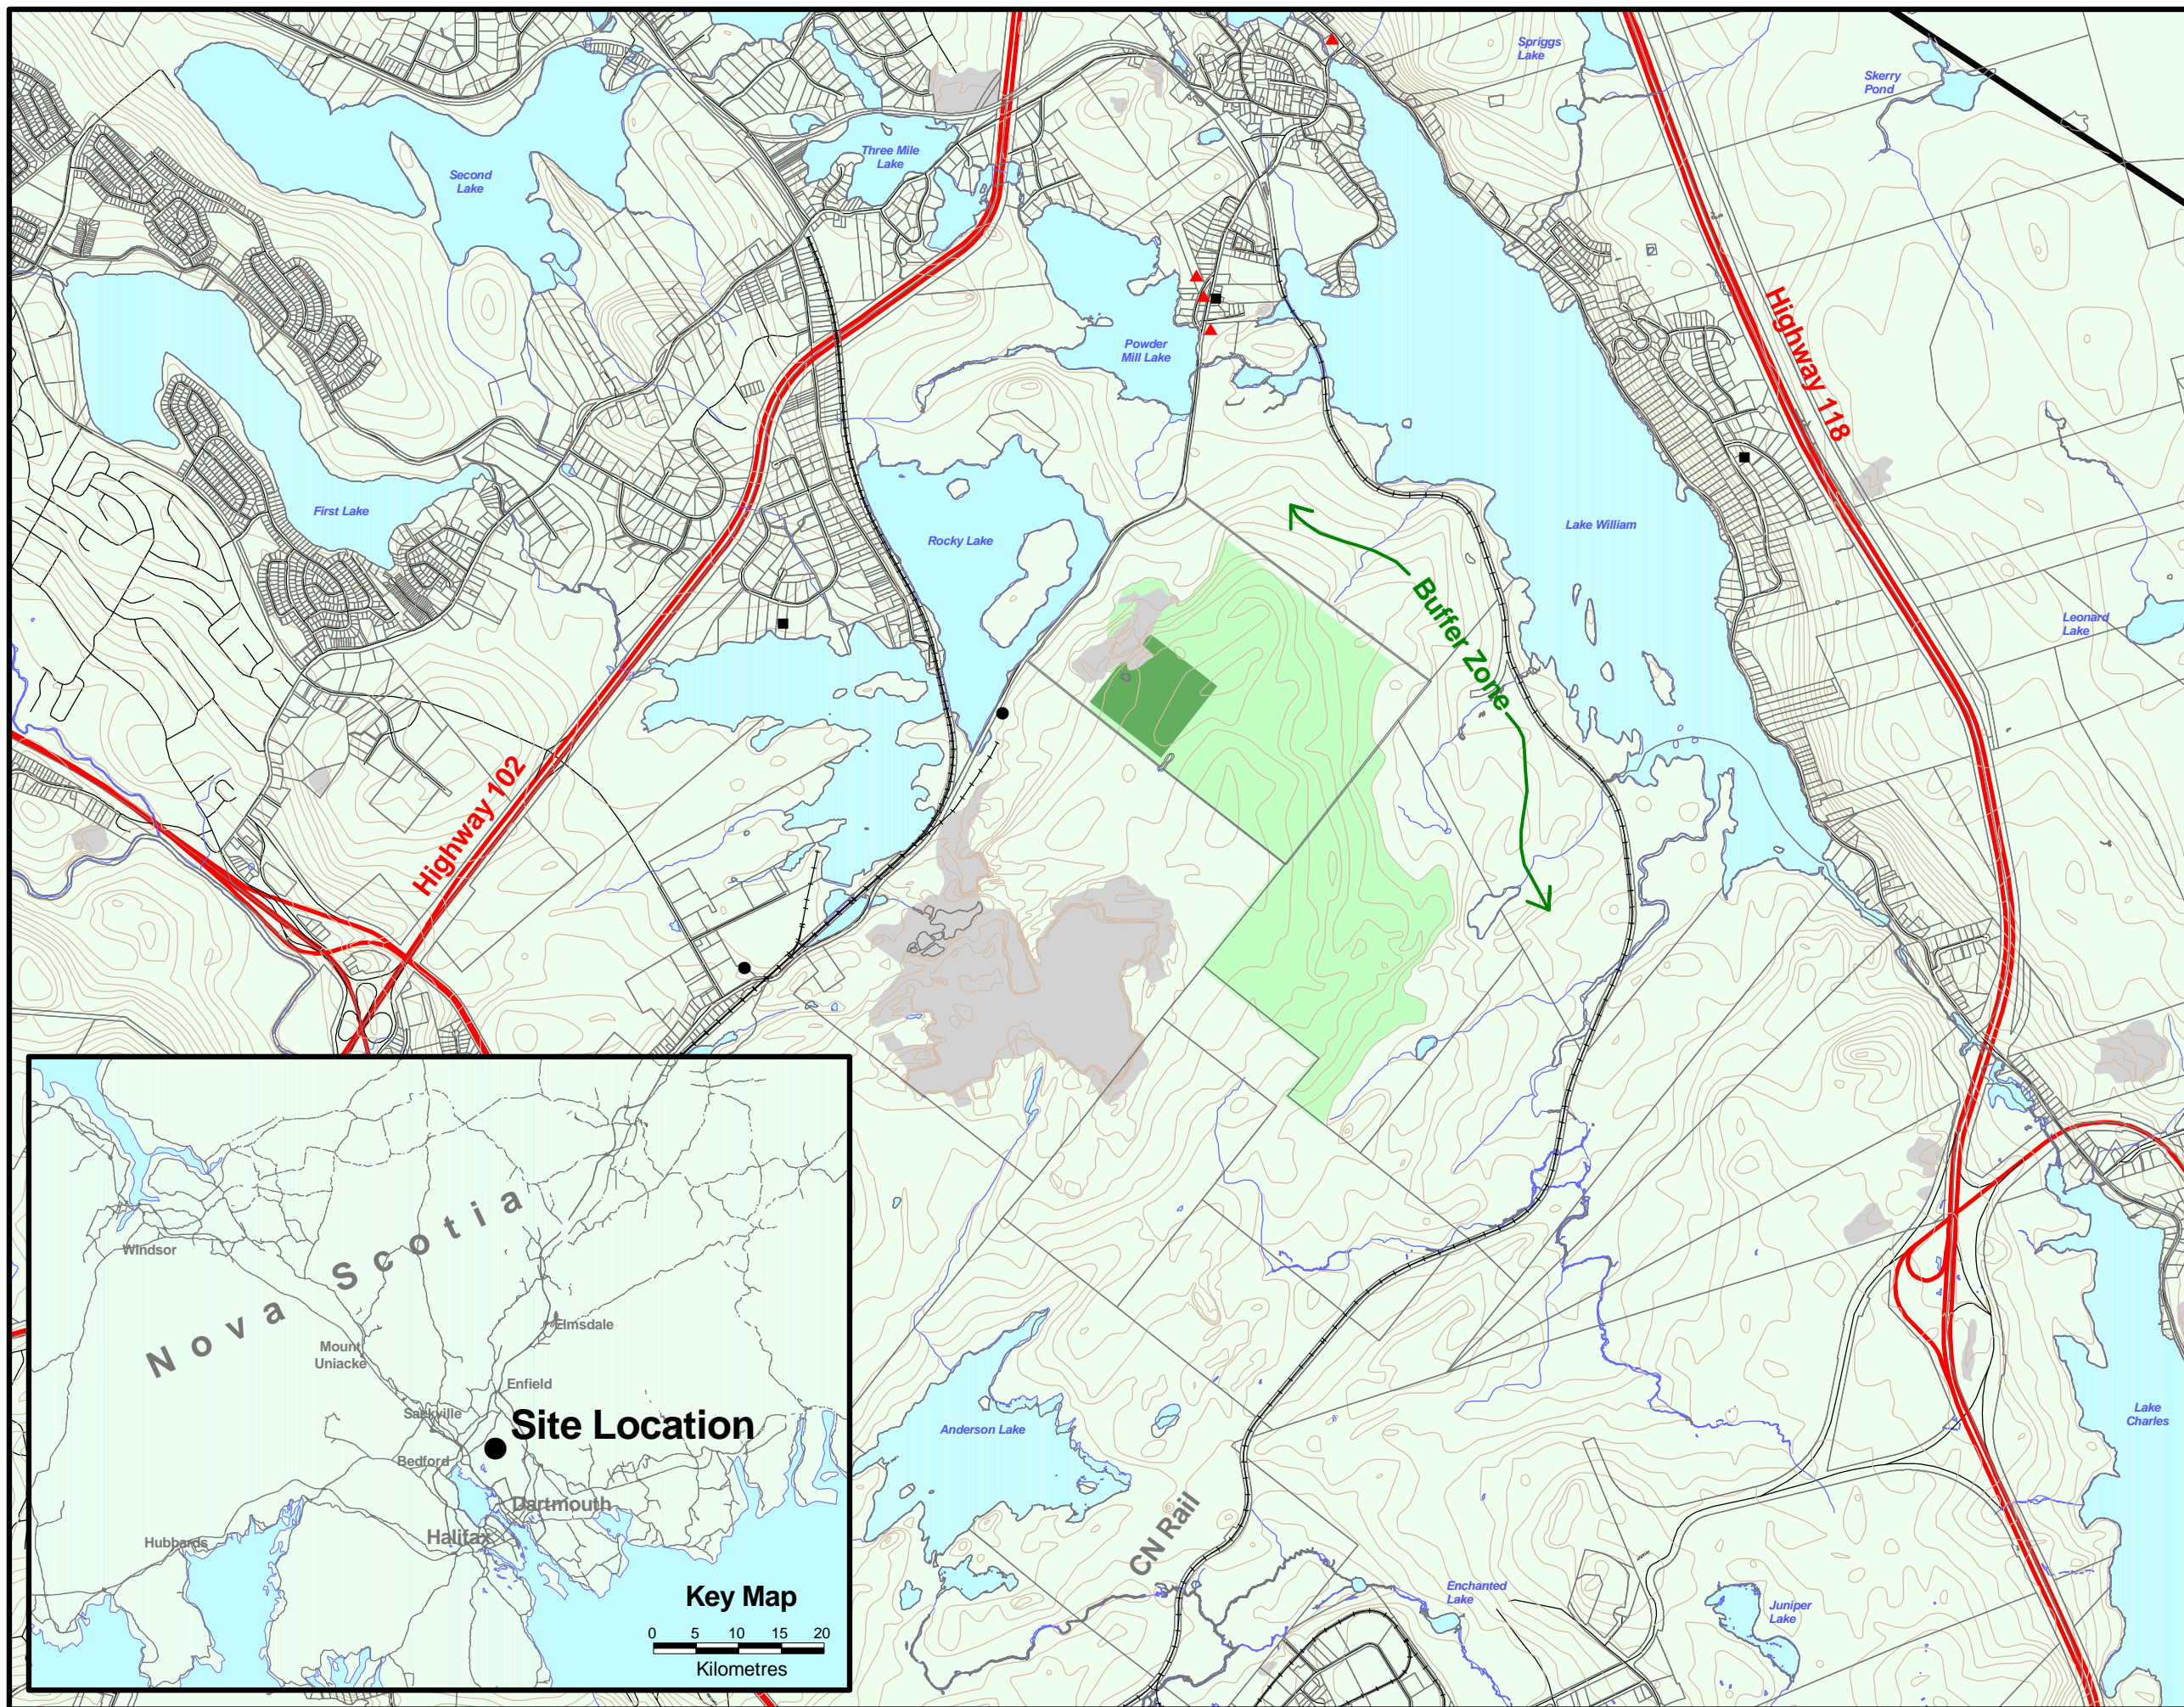 Spriggs
Lake
Skerry
Pond
Three Mile
Lake
Second
Lake
Highway 118
Powder
Mill Lake
First Lake
Rocky Lake
Lake William
Buffer Zone
Leonard
Lake
Highway 102
Nova Scotia
Windsor
Elmsdale
Mount
Uniacke
Enfield
Sackville
Site Location
Bedford
Dartmouth
Halifax
Hubbards
Key Map
0 5 10 15 20
Kilometres
Anderson Lake
CN Rail
Lake
Charles
Enchanted
Lake
Juniper
Lake